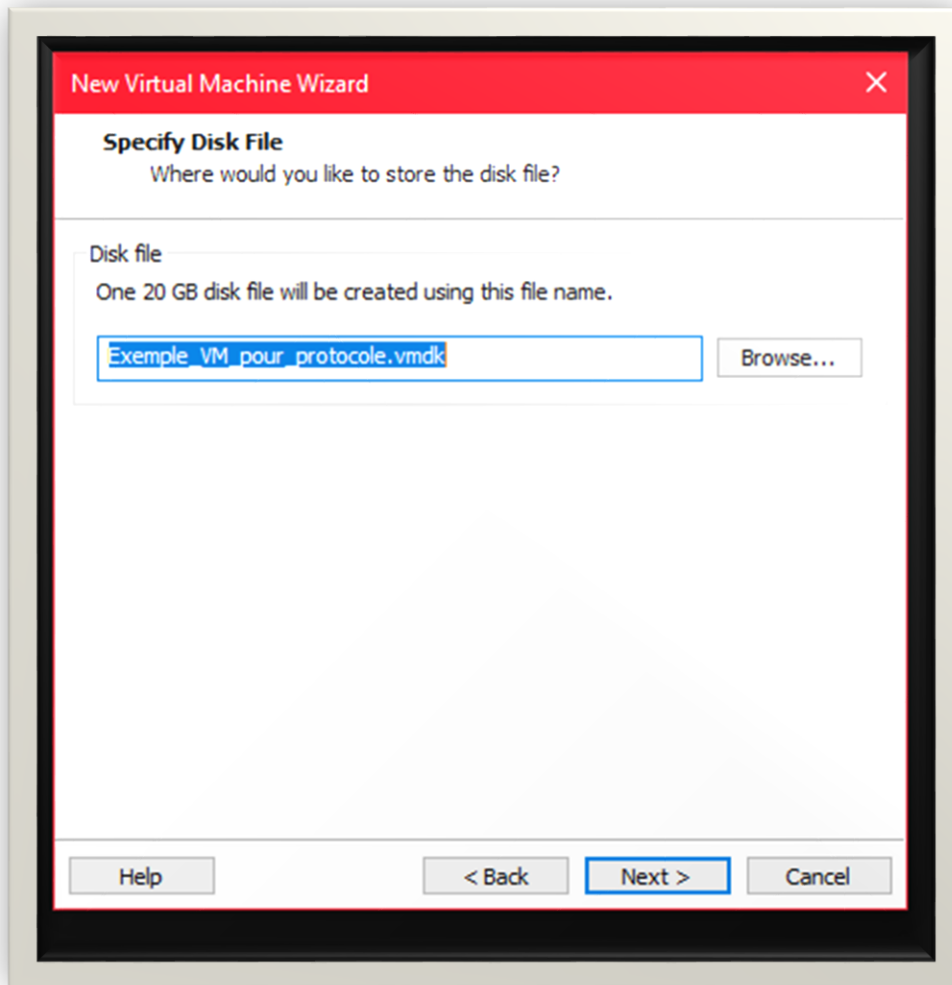 New Virtual Machine Wizard
Specify Disk File
Where would you like to store the disk file?
Disk file
One 20 GB disk file will be created using this file name.
Exemple_VM_pour_protocole.vmdk
Browse...
Help
< Back
Next >
Cancel